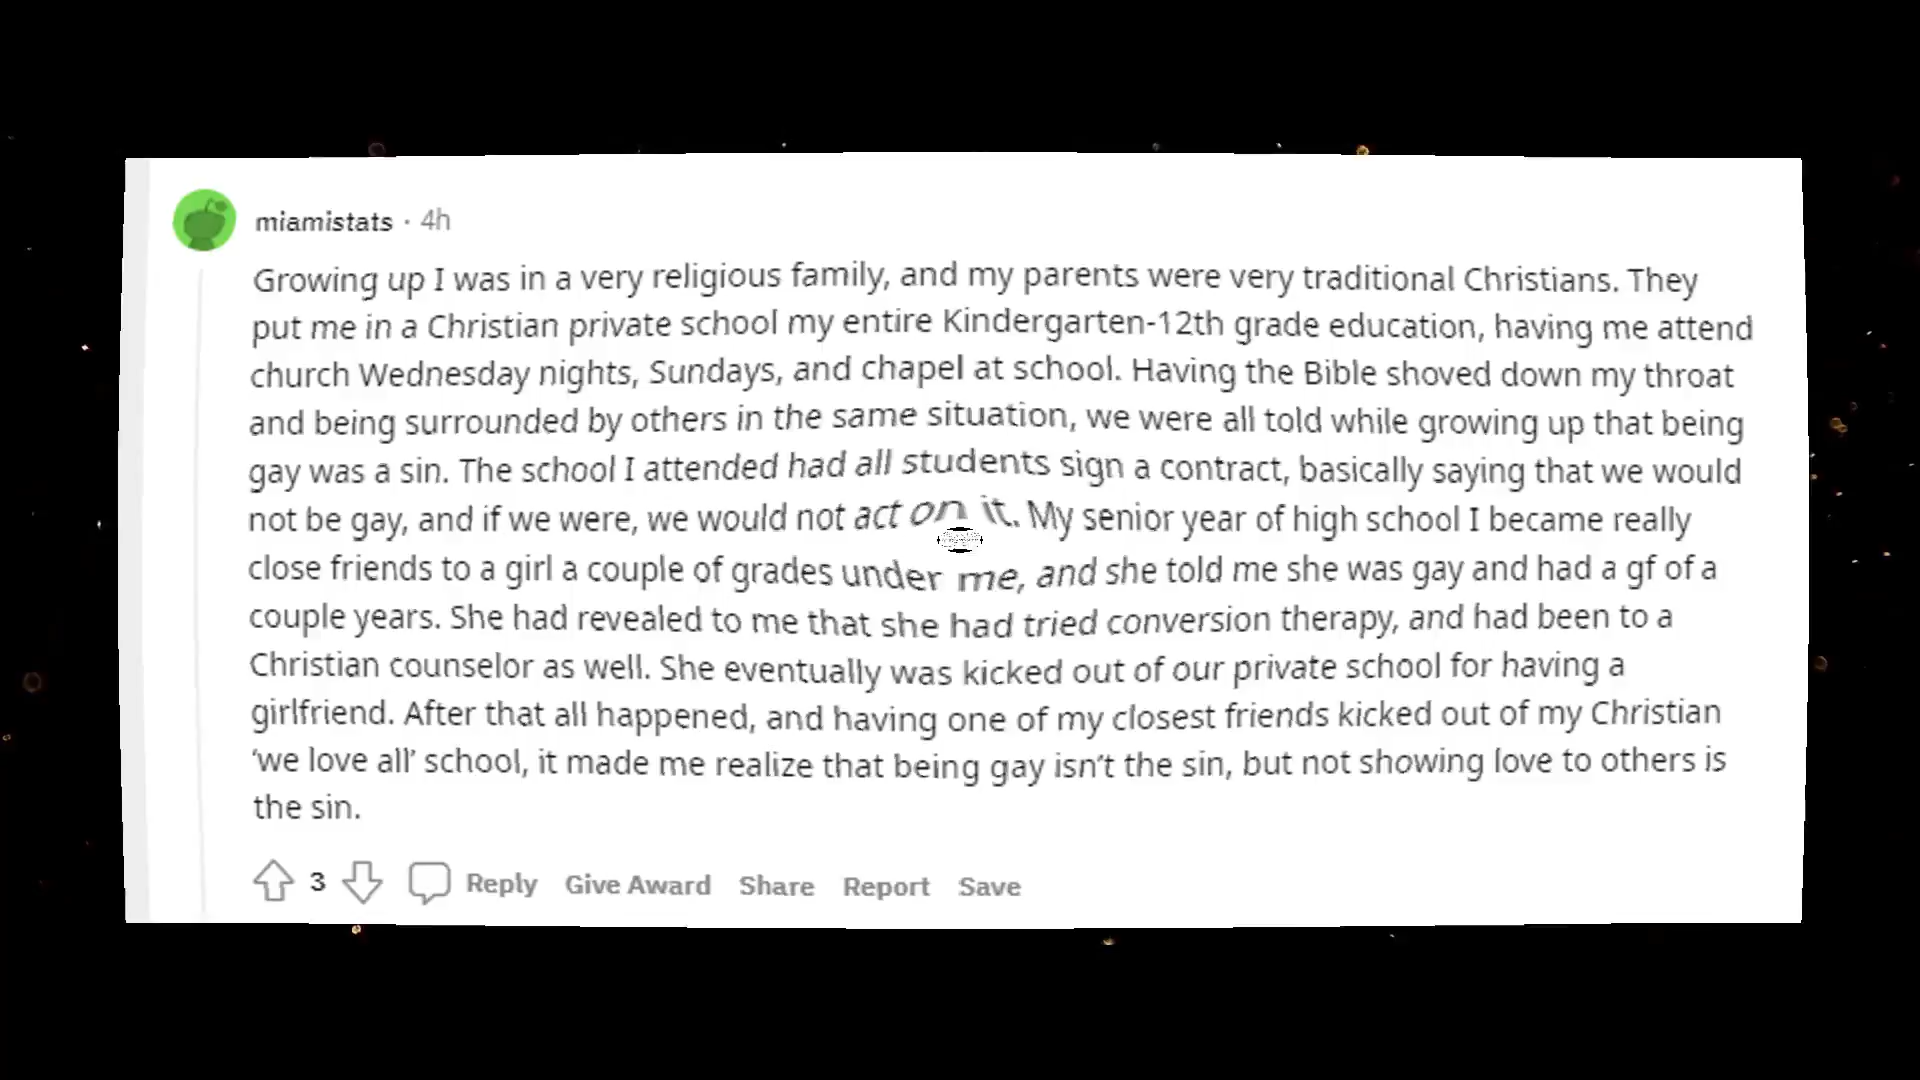 miamistats · 4h
Growing up I was in a very religious family, and my parents were very traditional Christians. They
put me in a Christian private school my entire Kindergarten-12th grade education, having me attend
church Wednesday nights, Sundays, and chapel at school. Having the Bible shoved down my throat
and being surrounded by others in the same situation, we were all told while growing up that being
gay was a sin. The school I attended had all students sign a contract, basically saying that we would
not be gay, and if we were, we would not act on it. My senior year of high school I became really
close friends to a girl a couple of grades under me, and she told me she was gay and had a gf of a
couple years. She had revealed to me that she had tried conversion therapy, and had been to a
Christian counselor as well. She eventually was kicked out of our private school for having a
girlfriend. After that all happened, and having one of my closest friends kicked out of my Christian
‘we love all’ school, it made me realize that being gay isn’t the sin, but not showing love to others is
the sin.
3 Reply Give Award Share Report Save